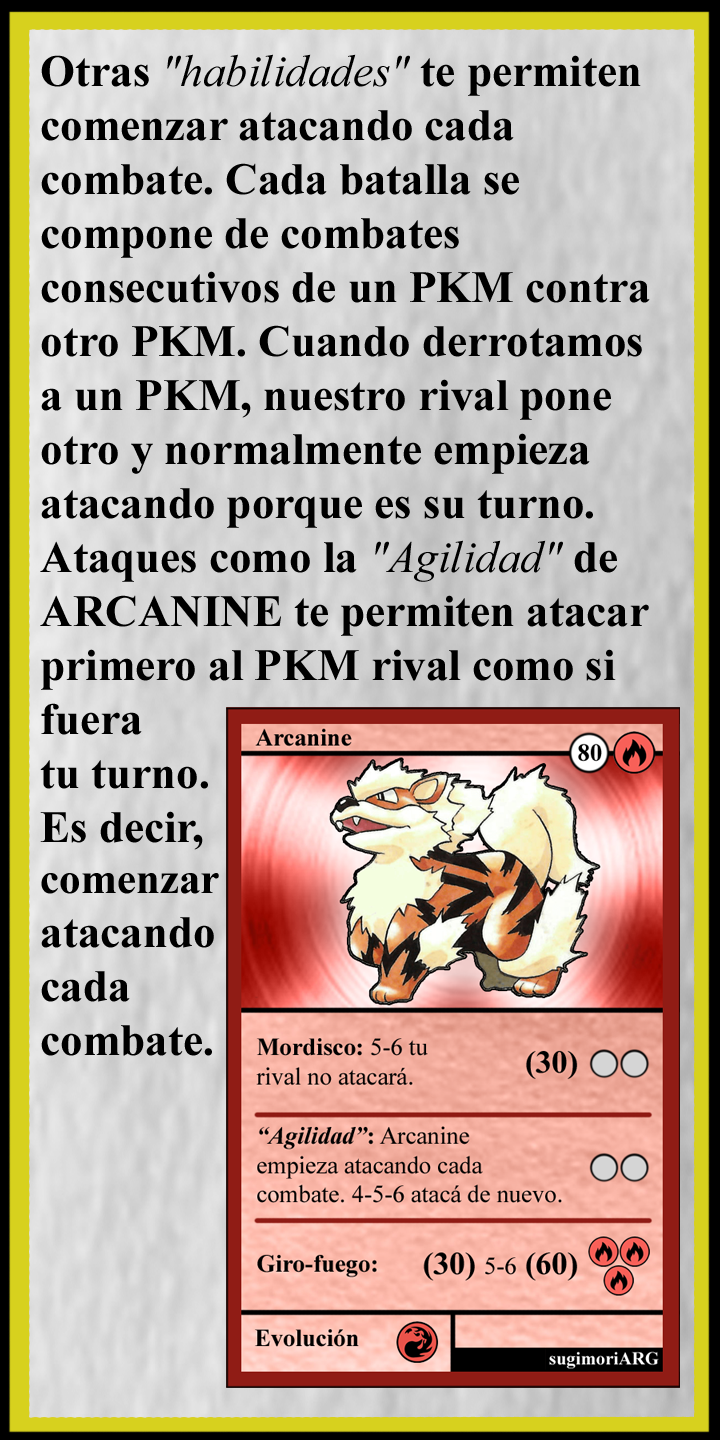 Otras "habilidades" te permiten
comenzar atacando cada
combate. Cada batalla se
compone de combates
consecutivos de un PKM contra
otro PKM. Cuando derrotamos
a un PKM, nuestro rival pone
otro y normalmente empieza
atacando porque es su turno.
Ataques como la "Agilidad" de
ARCANINE te permiten atacar
primero al PKM rival como si
fuera
tu turno.
Es decir,
comenzar
atacando
cada
combate.
Arcanine
80
Mordisco: 5-6 tu
rival no atacará.
(30)
“Agilidad”: Arcanine
empieza atacando cada
combate. 4-5-6 atacá de nuevo.
Giro-fuego: (30) 5-6 (60)
Evolución
sugimoriARG